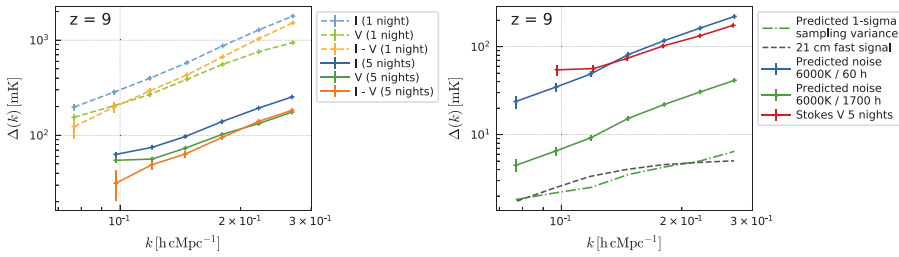 z = 9
10³
10²
Δ(k) [mK]
10⁻¹
2×10⁻¹
3×10⁻¹
k [h cMpc⁻¹]
I (1 night)
V (1 night)
I - V (1 night)
I (5 nights)
V (5 nights)
I - V (5 nights)
z = 9
10²
10¹
Δ(k) [mK]
10⁻¹
2×10⁻¹
3×10⁻¹
k [h cMpc⁻¹]
Predicted 1-sigma
sampling variance
21 cm fast signal
Predicted noise
6000K / 60 h
Predicted noise
6000K / 1700 h
Stokes V 5 nights